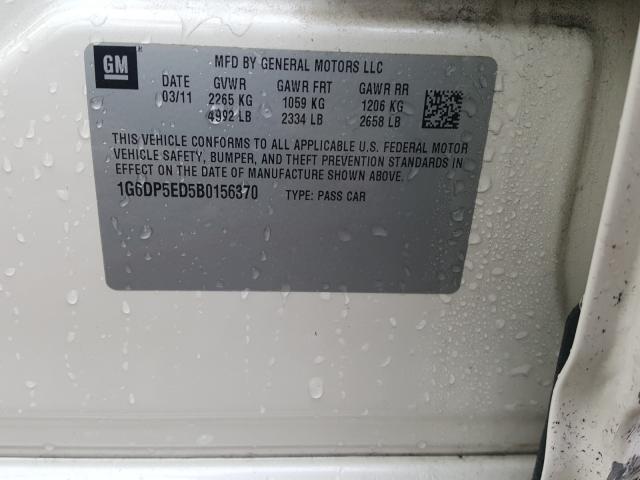 GM
MFD BY GENERAL MOTORS LLC
DATE GVWR GAWR FRT GAWR RR
03/11 2265 KG 1059 KG 1206 KG
4992 LB 2334 LB 2658 LB
THIS VEHICLE CONFORMS TO ALL APPLICABLE U.S. FEDERAL MOTOR
VEHICLE SAFETY, BUMPER, AND THEFT PREVENTION STANDARDS
IN EFFECT ON THE DATE OF MANUFACTURE SHOWN ABOVE.
1G6DP5ED5B0156370 TYPE: PASS CAR